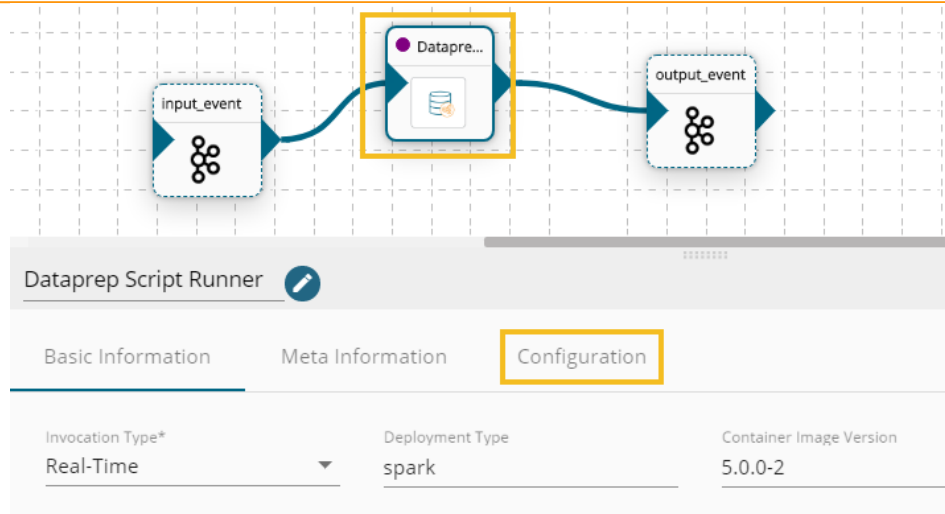 Datapre...
input_event
output_event
Dataprep Script Runner
Basic Information
Meta Information
Configuration
Invocation Type*
Deployment Type
Container Image Version
Real-Time
spark
5.0.0-2